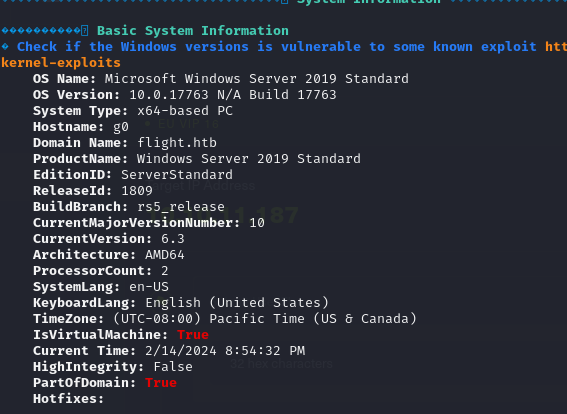 System Information
Basic System Information
Check if the Windows versions is vulnerable to some known exploit htt
kernel-exploits
OS Name: Microsoft Windows Server 2019 Standard
OS Version: 10.0.17763 N/A Build 17763
System Type: x64-based PC
Hostname: g0
Domain Name: flight.htb
ProductName: Windows Server 2019 Standard
EditionID: ServerStandard
ReleaseId: 1809
BuildBranch: rs5_release
CurrentMajorVersionNumber: 10
CurrentVersion: 6.3
Architecture: AMD64
ProcessorCount: 2
SystemLang: en-US
KeyboardLang: English (United States)
TimeZone: (UTC-08:00) Pacific Time (US & Canada)
IsVirtualMachine: True
Current Time: 2/14/2024 8:54:32 PM
HighIntegrity: False
PartOfDomain: True
Hotfixes: